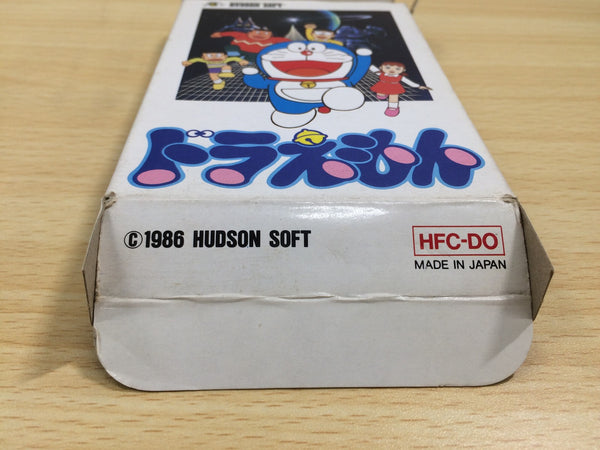 HUDSON SOFT
ドラえもん
©1986 HUDSON SOFT
HFC-DO
MADE IN JAPAN